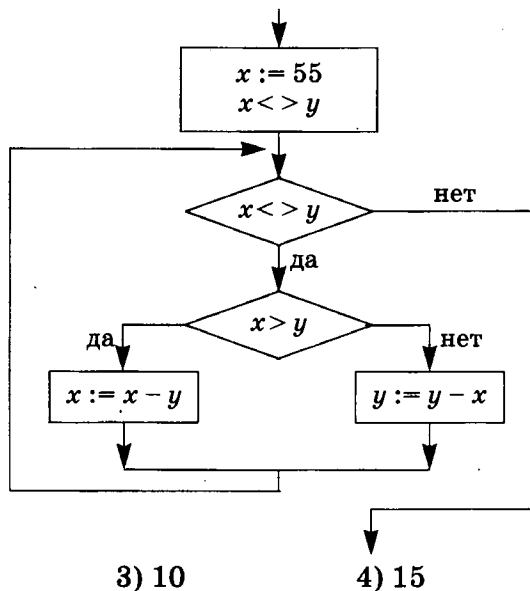 x := 55
x < > y
x < > y
нет
да
x > y
да
нет
x := x − y
y := y − x
3) 10
4) 15